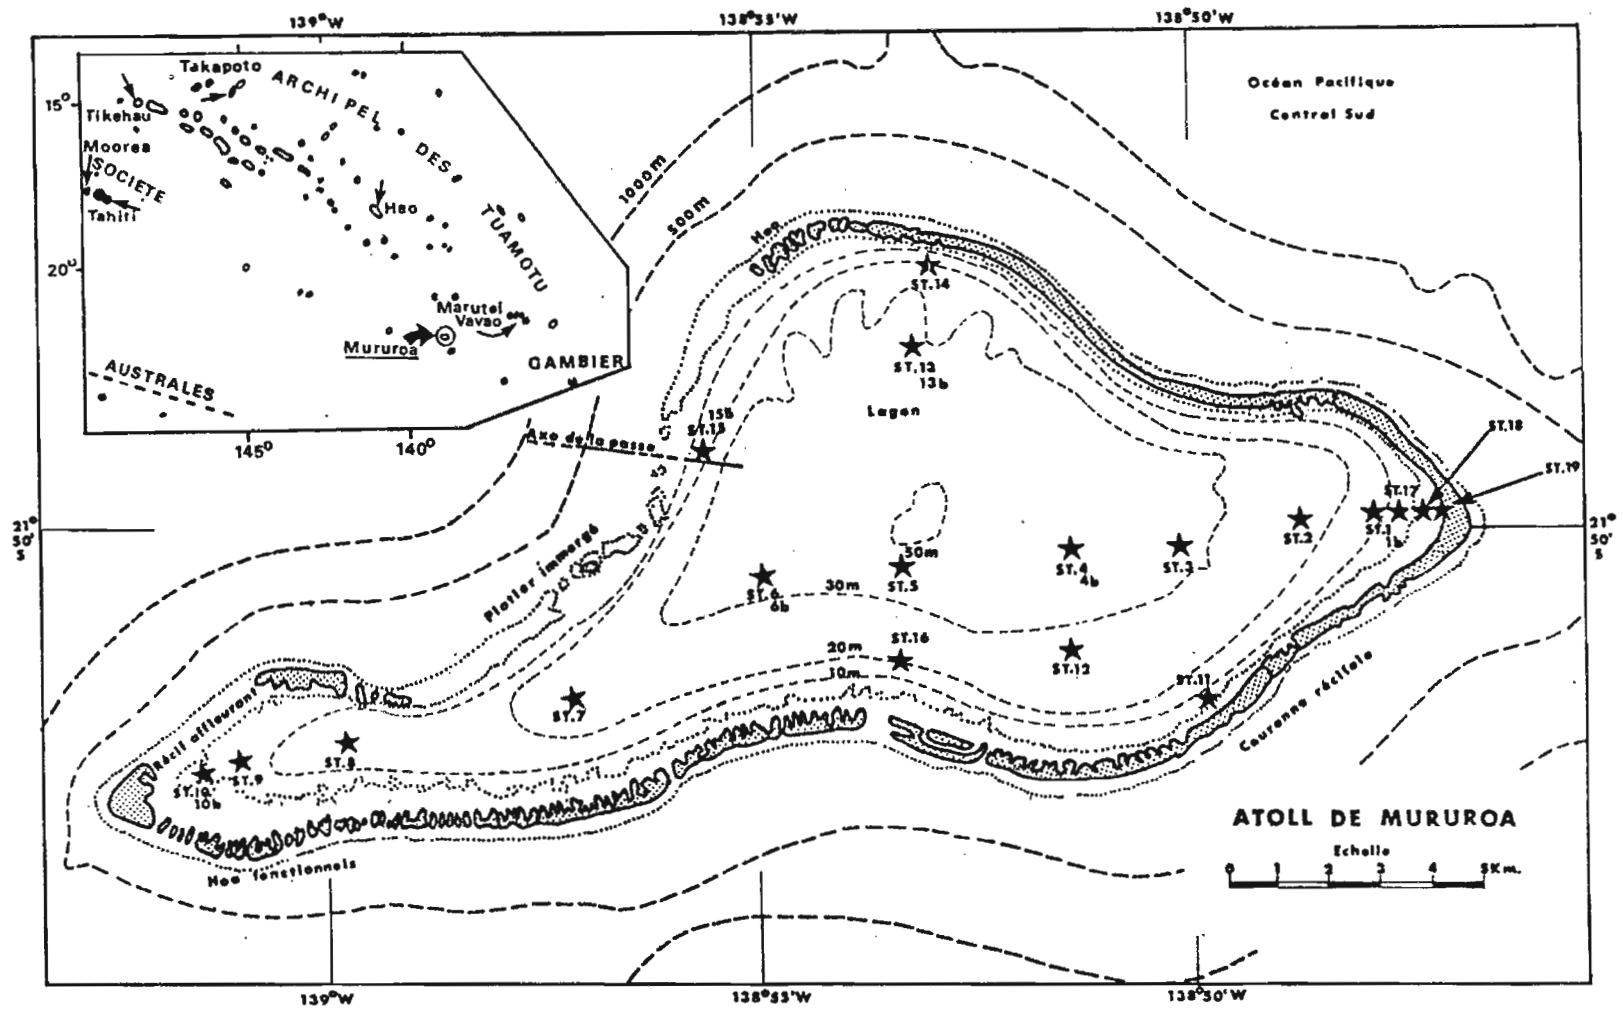 139°W
138°55'W
138°50'W
Takapoto
ARCHIPEL DES TUAMOTU
15°
Tikehau
Moorea
SOCIETE
Tahiti
Hao
20°
Marutei
Vavao
Mururoa
GAMBIER
AUSTRALES
145°
140°
Océan Pacifique
Central Sud
1000m
500m
Hoa
ST.14
ST.13
13b
Lagon
15B
ST.15
Axe de la passe
ST.18
ST.19
ST.17
ST.1
1b
ST.2
21°
50'
S
21°
50'
S
Platier immergé
50m
ST.5
ST.4
4b
ST.3
ST.6
6b
30m
ST.16
20m
10m
ST.12
ST.11
ST.7
Récif affleurant
ST.8
ST.9
ST.10
10b
Couronne récifale
Hoa fonctionnels
ATOLL DE MURUROA
Echelle
0 1 2 3 4 5Km.
139°W
138°55'W
138°50'W